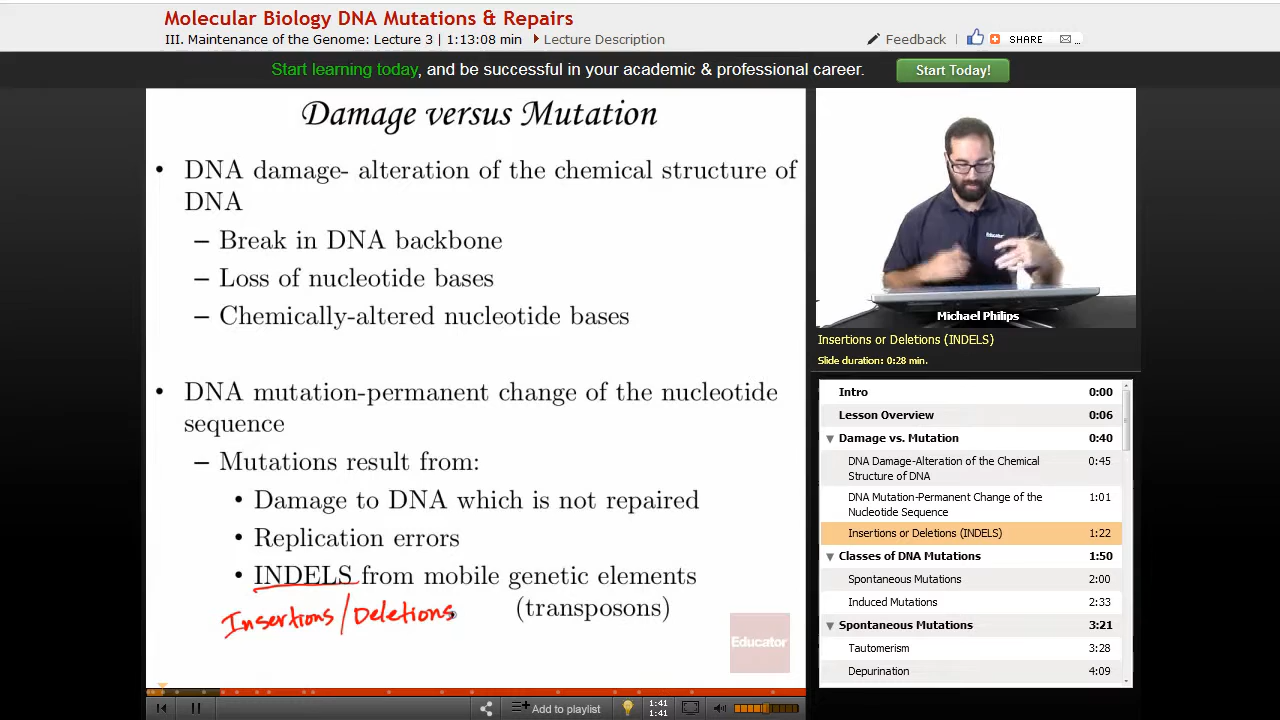 Molecular Biology DNA Mutations & Repairs
III. Maintenance of the Genome: Lecture 3 | 1:13:08 min Lecture Description
Feedback SHARE
Start learning today, and be successful in your academic & professional career. Start Today!
Damage versus Mutation
• DNA damage- alteration of the chemical structure of
DNA
– Break in DNA backbone
– Loss of nucleotide bases
– Chemically-altered nucleotide bases
• DNA mutation-permanent change of the nucleotide
sequence
– Mutations result from:
• Damage to DNA which is not repaired
• Replication errors
• INDELS from mobile genetic elements
Insertions/Deletions (transposons)
Educator
Educator
Michael Philips
Insertions or Deletions (INDELS)
Slide duration: 0:28 min.
Intro 0:00
Lesson Overview 0:06
Damage vs. Mutation 0:40
DNA Damage-Alteration of the Chemical 0:45
Structure of DNA
DNA Mutation-Permanent Change of the 1:01
Nucleotide Sequence
Insertions or Deletions (INDELS) 1:22
Classes of DNA Mutations 1:50
Spontaneous Mutations 2:00
Induced Mutations 2:33
Spontaneous Mutations 3:21
Tautomerism 3:28
Depurination 4:09
Add to playlist
1:41
1:41